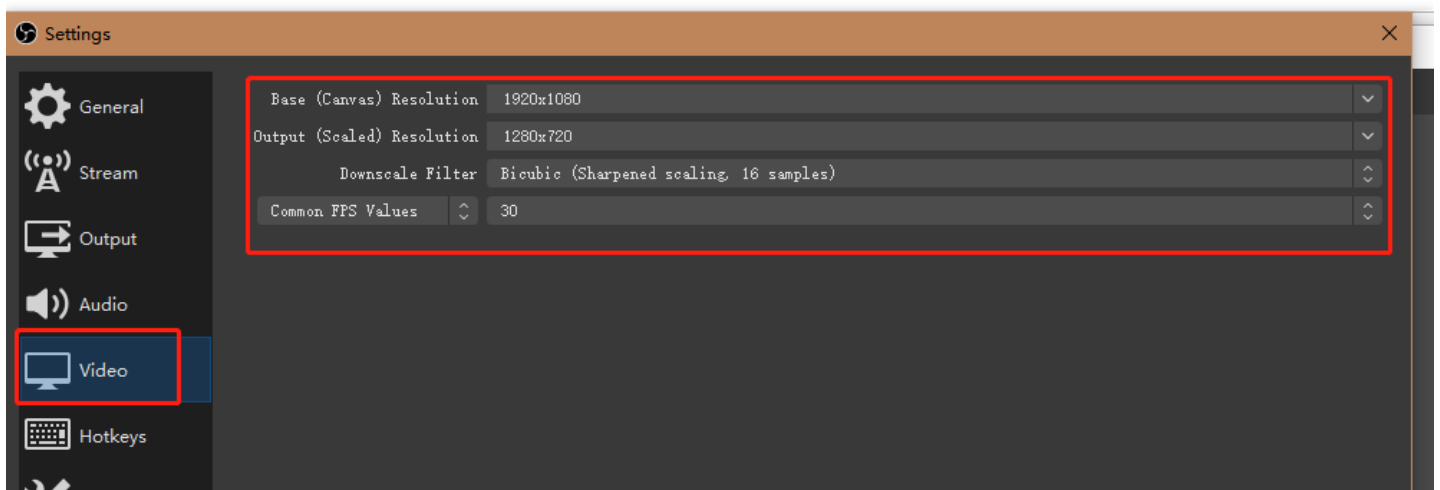 Settings
General
Stream
Output
Audio
Video
Hotkeys
Base (Canvas) Resolution 1920x1080
Output (Scaled) Resolution 1280x720
Downscale Filter Bicubic (Sharpened scaling, 16 samples)
Common FPS Values 30